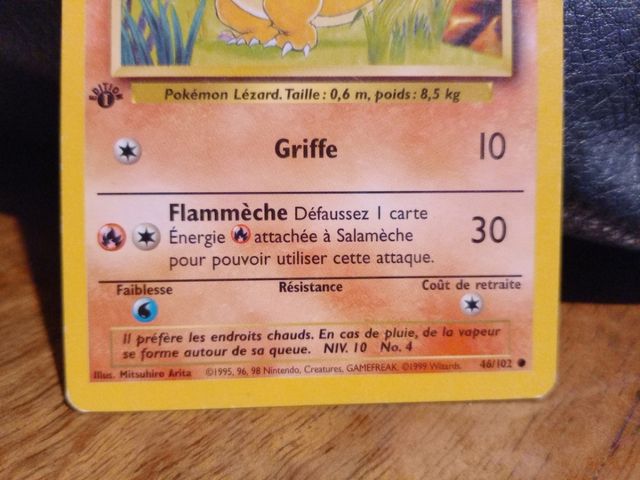 EDITION
1
Pokémon Lézard. Taille : 0,6 m, poids : 8,5 kg
Griffe 10
Flammèche Défaussez 1 carte
Énergie attachée à Salamèche
pour pouvoir utiliser cette attaque.
30
Faiblesse Résistance Coût de retraite
Il préfère les endroits chauds. En cas de pluie, de la vapeur
se forme autour de sa queue. NIV. 10 No. 4
Illus. Mitsuhiro Arita ©1995, 96, 98 Nintendo, Creatures, GAMEFREAK. ©1999 Wizards. 46/102